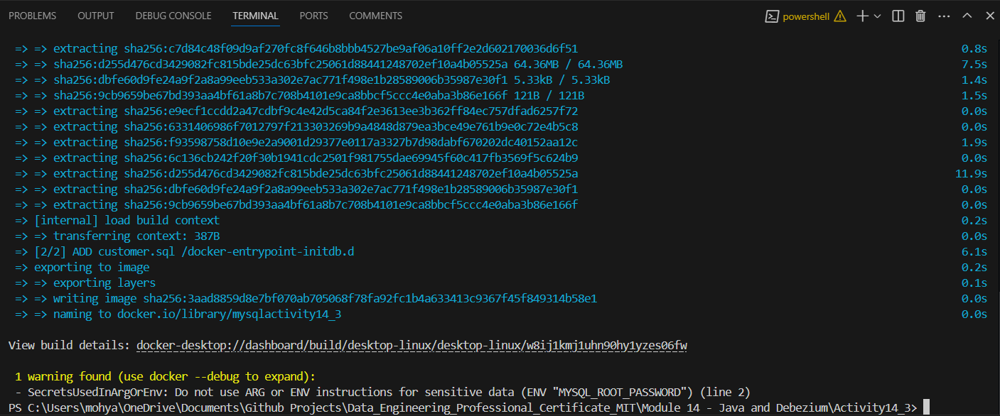 PROBLEMS OUTPUT DEBUG CONSOLE TERMINAL PORTS COMMENTS powershell
=> => extracting sha256:c7d84c48f09d9af270fc8f646b8bbb4527be9af06a10ff2e2d602170036d6f51 0.8s
=> => sha256:d255d476cd3429082fc815bde25dc63bfc25061d88441248702ef10a4b05525a 64.36MB / 64.36MB 7.5s
=> => sha256:dbfe60d9fe24a9f2a8a99eeb533a302e7ac771f498e1b28589006b35987e30f1 5.33kB / 5.33kB 1.4s
=> => sha256:9cb9659be67bd393aa4bf61a8b7c708b4101e9ca8bbcf5ccc4e0aba3b86e166f 121B / 121B 1.5s
=> => extracting sha256:e9ecf1ccdd2a47cdbf9c4e42d5ca84f2e3613ee3b362ff84ec757dfad6257f72 0.0s
=> => extracting sha256:6331406986f7012797f213303269b9a4848d879ea3bce49e761b9e0c72e4b5c8 0.0s
=> => extracting sha256:f93598758d10e9e2a9001d29377e0117a3327b7d98dabf670202dc40152aa12c 1.9s
=> => extracting sha256:6c136cb242f20f30b1941cdc2501f981755dae69945f60c417fb3569f5c624b9 0.0s
=> => extracting sha256:d255d476cd3429082fc815bde25dc63bfc25061d88441248702ef10a4b05525a 11.9s
=> => extracting sha256:dbfe60d9fe24a9f2a8a99eeb533a302e7ac771f498e1b28589006b35987e30f1 0.0s
=> => extracting sha256:9cb9659be67bd393aa4bf61a8b7c708b4101e9ca8bbcf5ccc4e0aba3b86e166f 0.0s
=> [internal] load build context 0.2s
=> => transferring context: 387B 0.0s
=> [2/2] ADD customer.sql /docker-entrypoint-initdb.d 6.1s
=> exporting to image 0.2s
=> => exporting layers 0.1s
=> => writing image sha256:3aad8859d8e7bf070ab705068f78fa92fc1b4a633413c9367f45f849314b58e1 0.0s
=> => naming to docker.io/library/mysqlactivity14_3 0.0s
View build details: docker-desktop://dashboard/build/desktop-linux/desktop-linux/w8ij1kmj1uhn90hy1yzes06fw
1 warning found (use docker --debug to expand):
- SecretsUsedInArgOrEnv: Do not use ARG or ENV instructions for sensitive data (ENV "MYSQL_ROOT_PASSWORD") (line 2)
PS C:\Users\mohya\OneDrive\Documents\Github Projects\Data_Engineering_Professional_Certificate_MIT\Module 14 - Java and Debezium\Activity14_3>